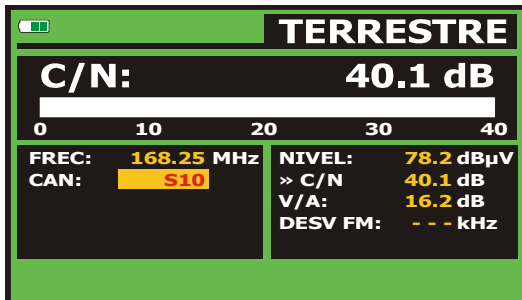 TERRESTRE
C/N: 40.1 dB
0 10 20 30 40
FREC: 168.25 MHz
CAN: S10
NIVEL: 78.2 dBµV
» C/N 40.1 dB
V/A: 16.2 dB
DESV FM: - - - kHz